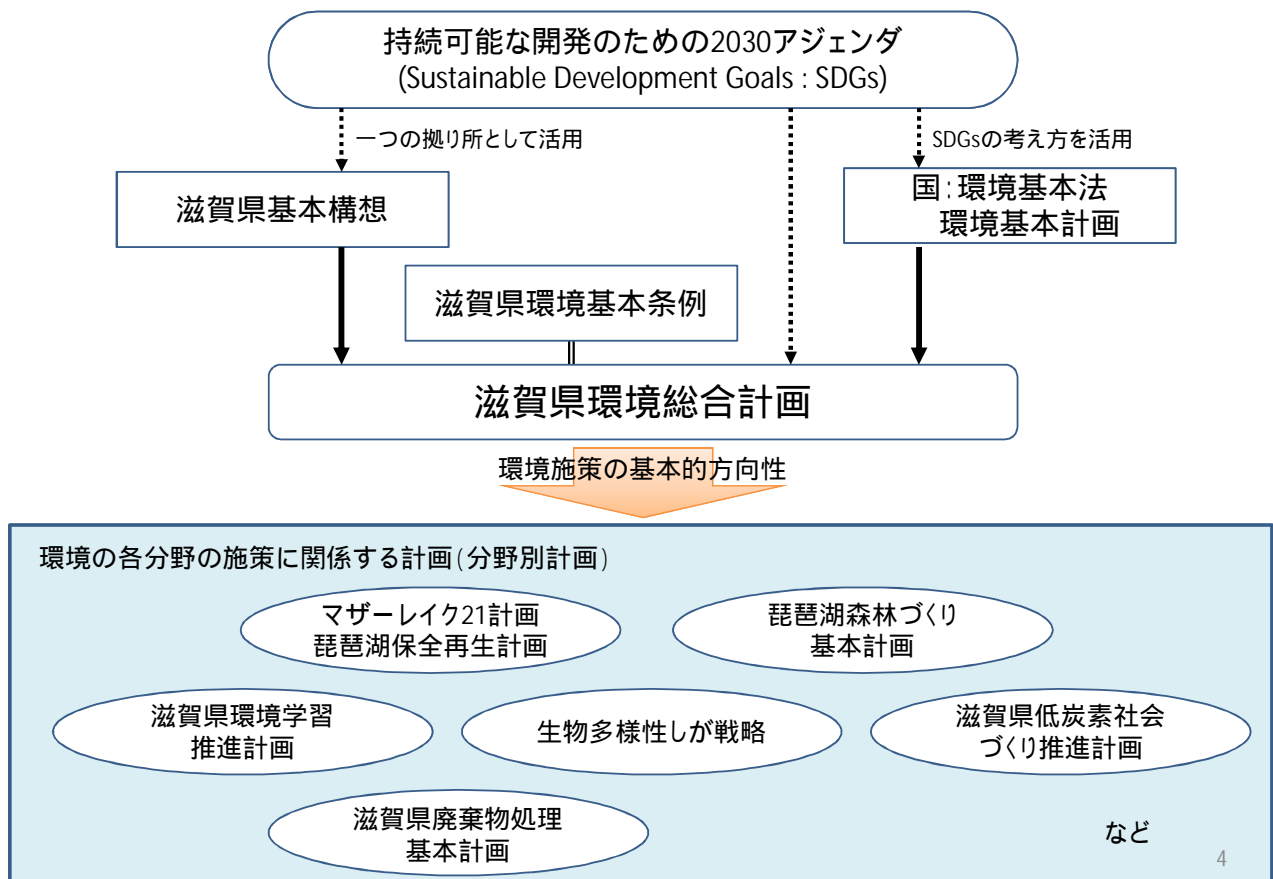 持続可能な開発のための2030アジェンダ
(Sustainable Development Goals : SDGs)
一つの拠り所として活用
SDGsの考え方を活用
滋賀県基本構想
国:環境基本法
環境基本計画
滋賀県環境基本条例
滋賀県環境総合計画
環境施策の基本的方向性
環境の各分野の施策に関係する計画(分野別計画)
マザーレイク21計画
琵琶湖保全再生計画
琵琶湖森林づくり
基本計画
滋賀県環境学習
推進計画
生物多様性しが戦略
滋賀県低炭素社会
づくり推進計画
滋賀県廃棄物処理
基本計画
など
4